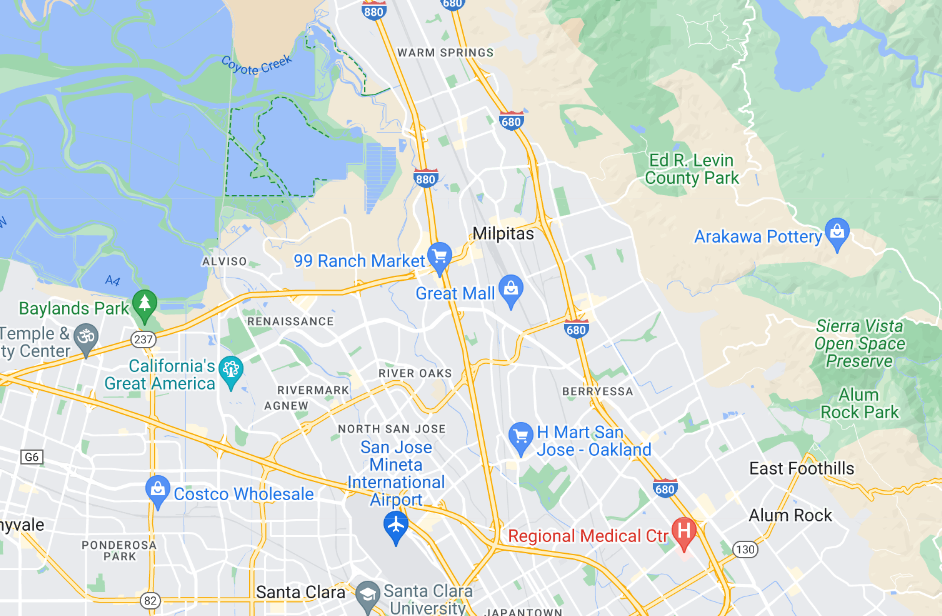 880
680
WARM SPRINGS
Coyote Creek
680
Ed R. Levin
County Park
880
Milpitas
Arakawa Pottery
99 Ranch Market
ALVISO
A4
Great Mall
Baylands Park
RENAISSANCE
680
Temple &
ty Center
237
Sierra Vista
Open Space
Preserve
California's
Great America
RIVER OAKS
RIVERMARK
AGNEW
BERRYESSA
Alum
Rock Park
NORTH SAN JOSE
H Mart San
Jose - Oakland
San Jose
Mineta
International
Airport
G6
East Foothills
680
Costco Wholesale
Alum Rock
nyvale
Regional Medical Ctr
H
PONDEROSA
PARK
130
Santa Clara
Santa Clara
University
82
JAPANTOWN